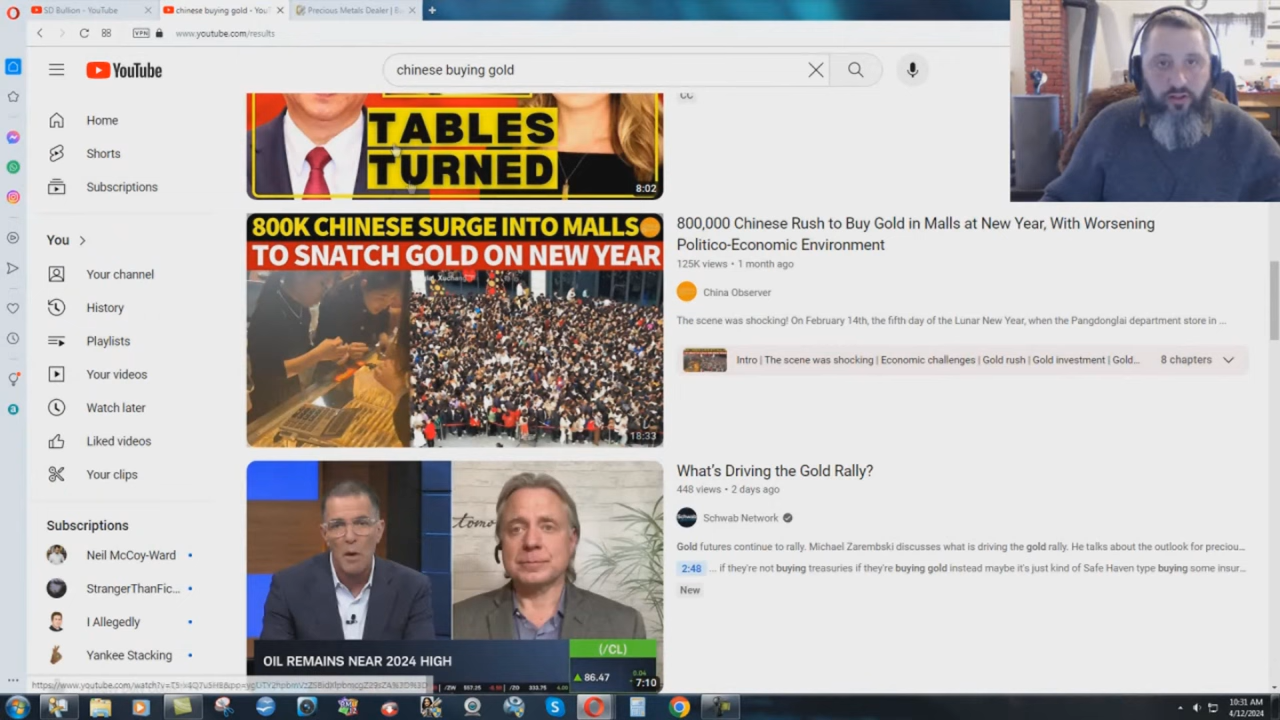 SD Bullion - YouTube
chinese buying gold - YouT
Precious Metals Dealer | B
VPN
www.youtube.com/results
YouTube
chinese buying gold
TABLES
TURNED
8:02
CC
Home
Shorts
Subscriptions
You
Your channel
History
Playlists
Your videos
Watch later
Liked videos
Your clips
Subscriptions
Neil McCoy-Ward
StrangerThanFic...
I Allegedly
Yankee Stacking
800K CHINESE SURGE INTO MALLS
TO SNATCH GOLD ON NEW YEAR
18:33
800,000 Chinese Rush to Buy Gold in Malls at New Year, With Worsening
Politico-Economic Environment
125K views • 1 month ago
China Observer
The scene was shocking! On February 14th, the fifth day of the Lunar New Year, when the Pangdonglai department store in ...
Intro | The scene was shocking | Economic challenges | Gold rush | Gold investment | Gold...
8 chapters
tomo
OIL REMAINS NEAR 2024 HIGH
(/CL)
86.47
0.04
7:10
What's Driving the Gold Rally?
448 views • 2 days ago
Schwab Network
Gold futures continue to rally. Michael Zarembski discusses what is driving the gold rally. He talks about the outlook for preciou...
2:48 ... if they're not buying treasuries if they're buying gold instead maybe it's just kind of Safe Haven type buying some insur...
New
10:31 AM
4/12/2024